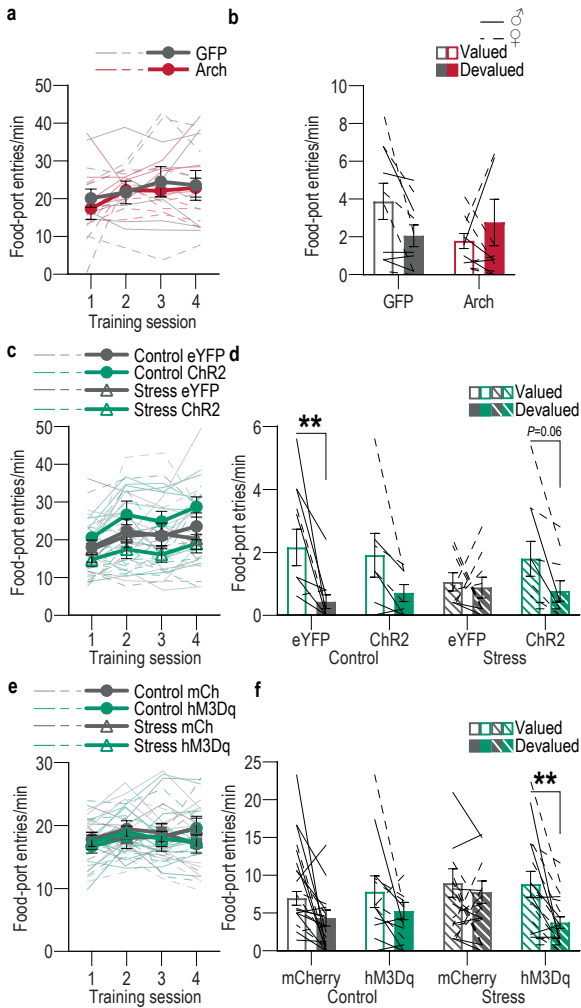 a
GFP
Arch
Food-port entries/min
50
40
30
20
10
0
1 2 3 4
Training session
b
♂
♀
Valued
Devalued
Food-port entries/min
10
8
6
4
2
0
GFP Arch
c
Control eYFP
Control ChR2
Stress eYFP
Stress ChR2
Food-port entries/min
50
40
30
20
10
0
1 2 3 4
Training session
d
Valued
Devalued
**
P=0.06
Food-port entries/min
6
4
2
0
eYFP ChR2 eYFP ChR2
Control Stress
e
Control mCh
Control hM3Dq
Stress mCh
Stress hM3Dq
Food-port entries/min
30
20
10
0
1 2 3 4
Training session
f
Valued
Devalued
**
Food-port entries/min
25
20
15
10
5
0
mCherry hM3Dq mCherry hM3Dq
Control Stress